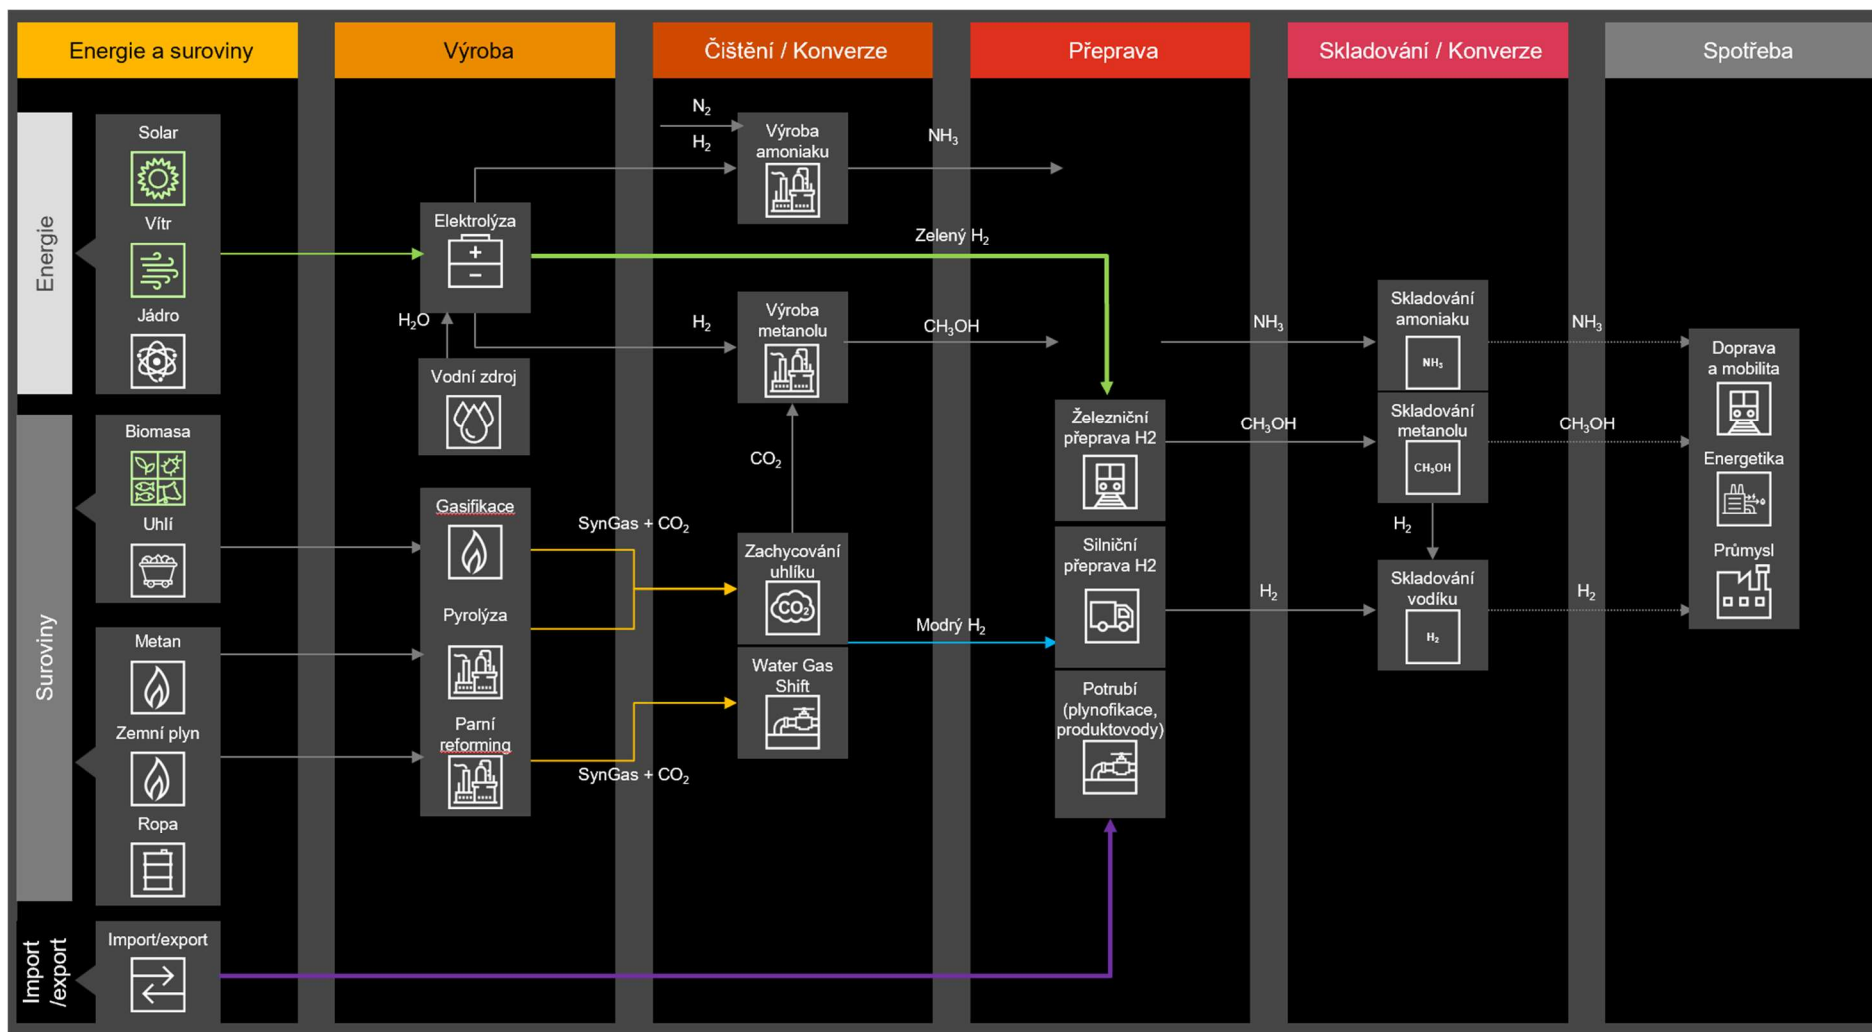 Energie a suroviny
Výroba
Čištění / Konverze
Přeprava
Skladování / Konverze
Spotřeba
Energie
Solar
Vítr
Jádro
Suroviny
Biomasa
Uhlí
Metan
Zemní plyn
Ropa
Import
/export
Import/export
Elektrolýza
H₂O
Vodní zdroj
Gasifikace
Pyrolýza
Parní
reforming
SynGas + CO₂
SynGas + CO₂
N₂
H₂
Výroba
amoniaku
NH₃
Zelený H₂
H₂
Výroba
metanolu
CH₃OH
CO₂
Zachycování
uhlíku
CO₂
Modrý H₂
Water Gas
Shift
Železniční
přeprava H2
Silniční
přeprava H2
Potrubí
(plynofikace,
produktovody)
NH₃
CH₃OH
H₂
Skladování
amoniaku
NH₃
Skladování
metanolu
CH₃OH
H₂
Skladování
vodíku
H₂
NH₃
CH₃OH
H₂
Doprava
a mobilita
Energetika
Průmysl